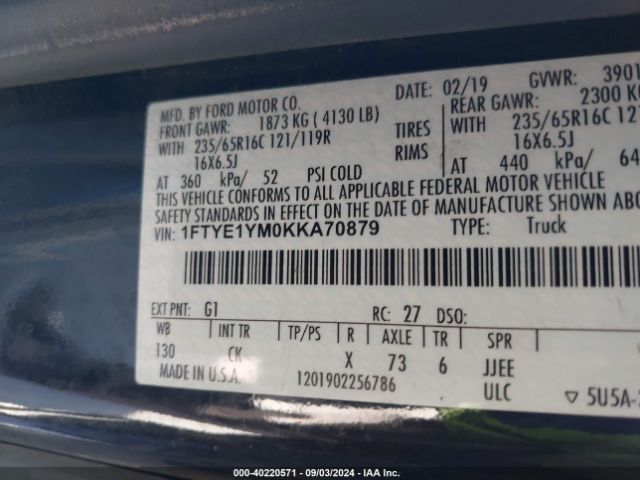 MFD. BY FORD MOTOR CO. DATE: 02/19 GVWR: 3901
FRONT GAWR: 1873 KG ( 4130 LB) REAR GAWR: 2300 KG
WITH 235/65R16C 121/119R TIRES WITH 235/65R16C 121
16X6.5J RIMS 16X6.5J
AT 360 kPa/ 52 PSI COLD AT 440 kPa/ 64
THIS VEHICLE CONFORMS TO ALL APPLICABLE FEDERAL MOTOR VEHICLE
SAFETY STANDARDS IN EFFECT ON THE DATE OF MANUFACTURE SHOWN ABO
VIN: 1FTYE1YM0KKA70879 TYPE: Truck
EXT PNT: G1 RC: 27 DSO:
WB INT TR TP/PS R AXLE TR SPR
130 CK X 73 6 JJEE
MADE IN U.S.A. 1201902256786 ULC ▽ 5U5A-
000-40220571 - 09/03/2024 - IAA Inc.